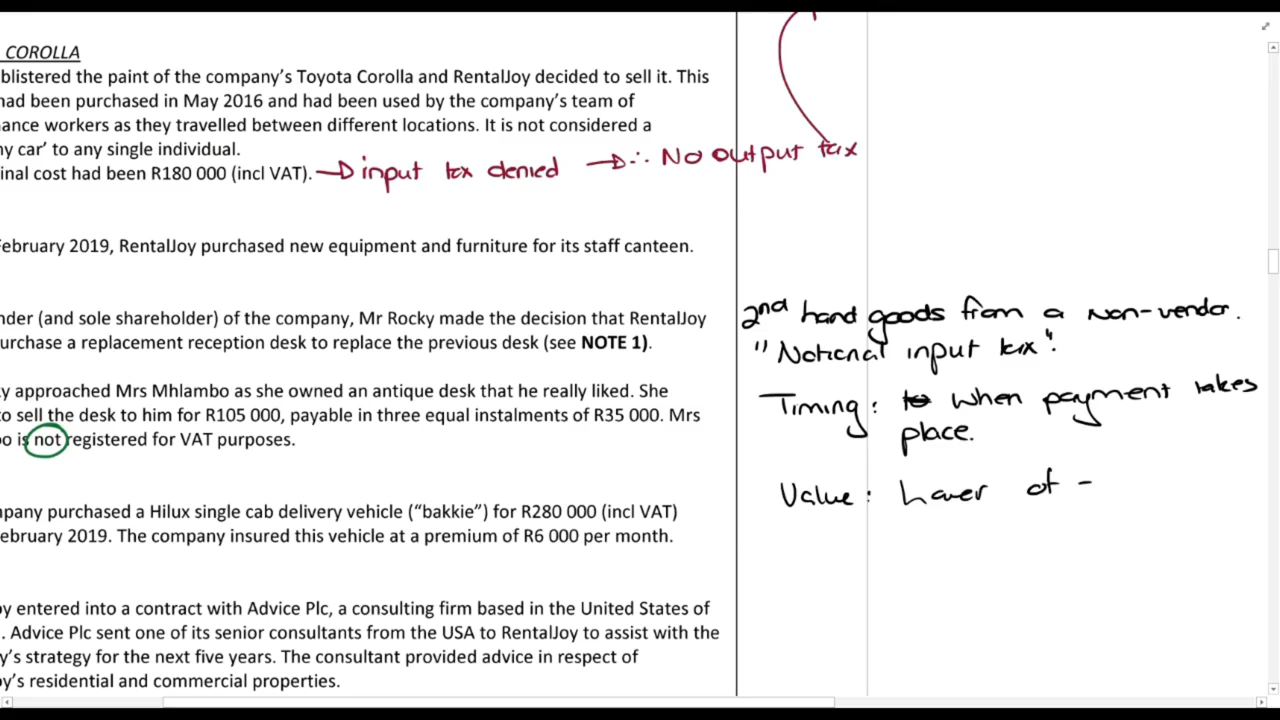 COROLLA
blistered the paint of the company's Toyota Corolla and RentalJoy decided to sell it. This
had been purchased in May 2016 and had been used by the company's team of
nance workers as they travelled between different locations. It is not considered a
ny car' to any single individual.
inal cost had been R180 000 (incl VAT). → input tax denied → ∴ No output tax
February 2019, RentalJoy purchased new equipment and furniture for its staff canteen.
nder (and sole shareholder) of the company, Mr Rocky made the decision that RentalJoy
urchase a replacement reception desk to replace the previous desk (see NOTE 1).
y approached Mrs Mhlambo as she owned an antique desk that he really liked. She
to sell the desk to him for R105 000, payable in three equal instalments of R35 000. Mrs
oo is not registered for VAT purposes.
mpany purchased a Hilux single cab delivery vehicle ("bakkie") for R280 000 (incl VAT)
ebruary 2019. The company insured this vehicle at a premium of R6 000 per month.
oy entered into a contract with Advice Plc, a consulting firm based in the United States of
. Advice Plc sent one of its senior consultants from the USA to RentalJoy to assist with the
y's strategy for the next five years. The consultant provided advice in respect of
oy's residential and commercial properties.
2nd hand goods from a non-vendor.
"Notional input tax".
Timing: when payment takes
place.
Value: Lower of -